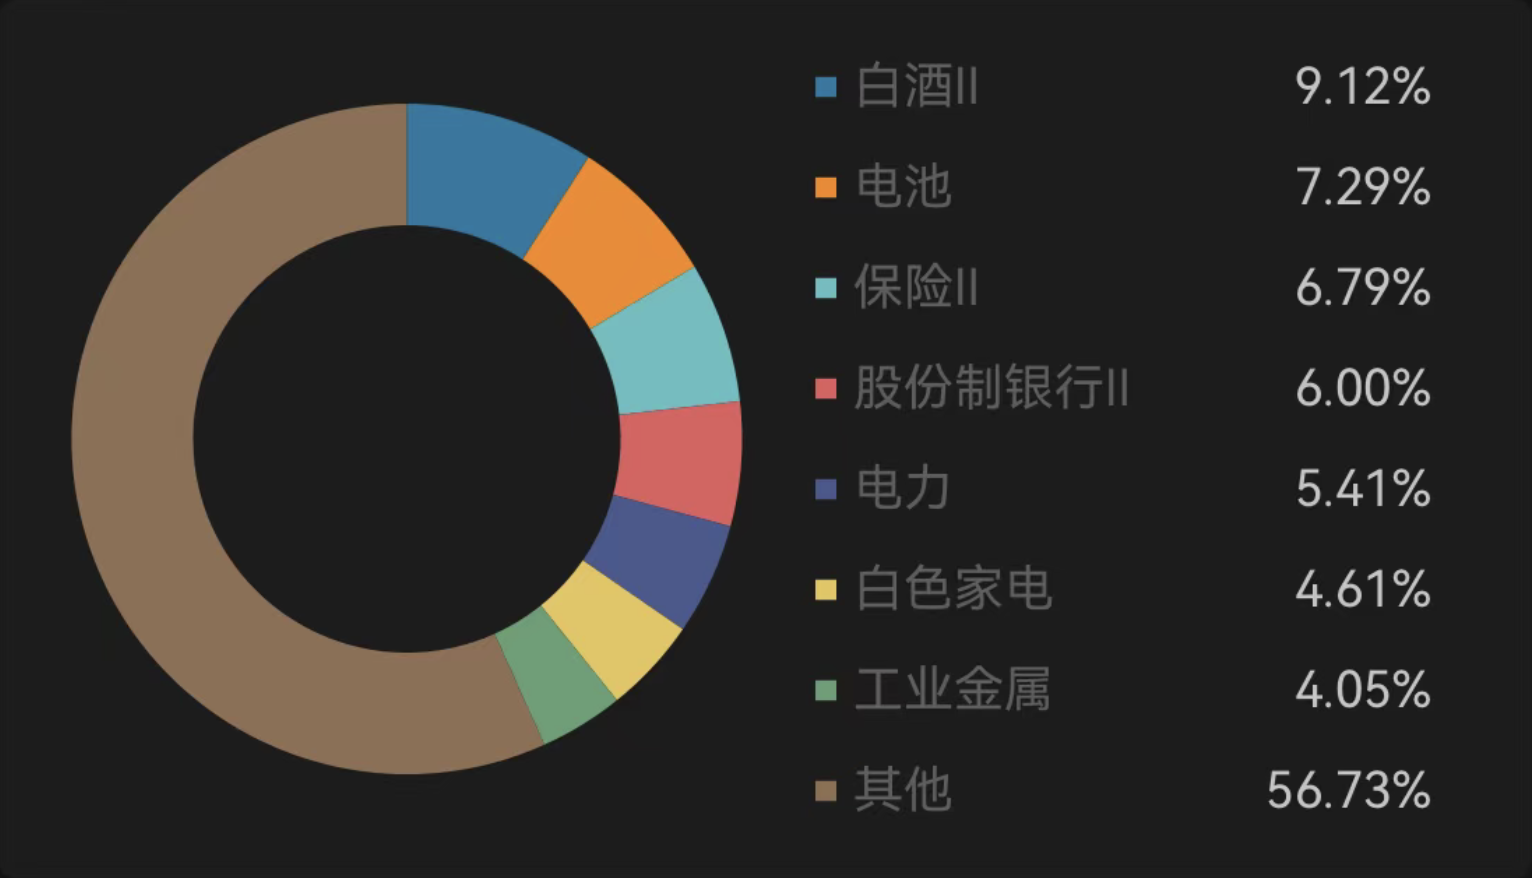 白酒II 9.12%
电池 7.29%
保险II 6.79%
股份制银行II 6.00%
电力 5.41%
白色家电 4.61%
工业金属 4.05%
其他 56.73%